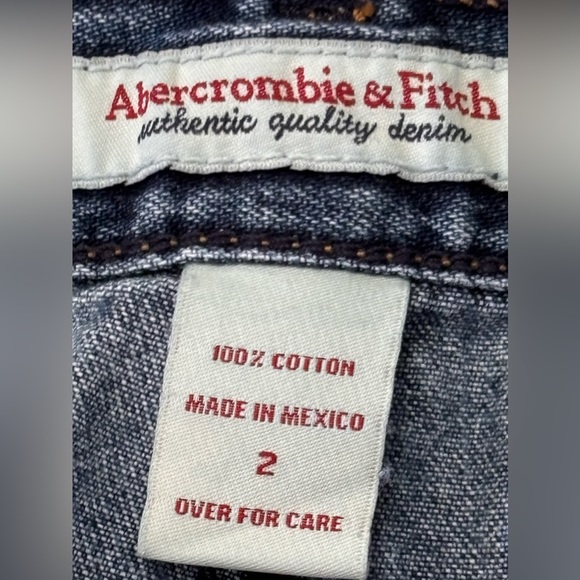 Abercrombie & Fitch
authentic quality denim
100% COTTON
MADE IN MEXICO
2
OVER FOR CARE